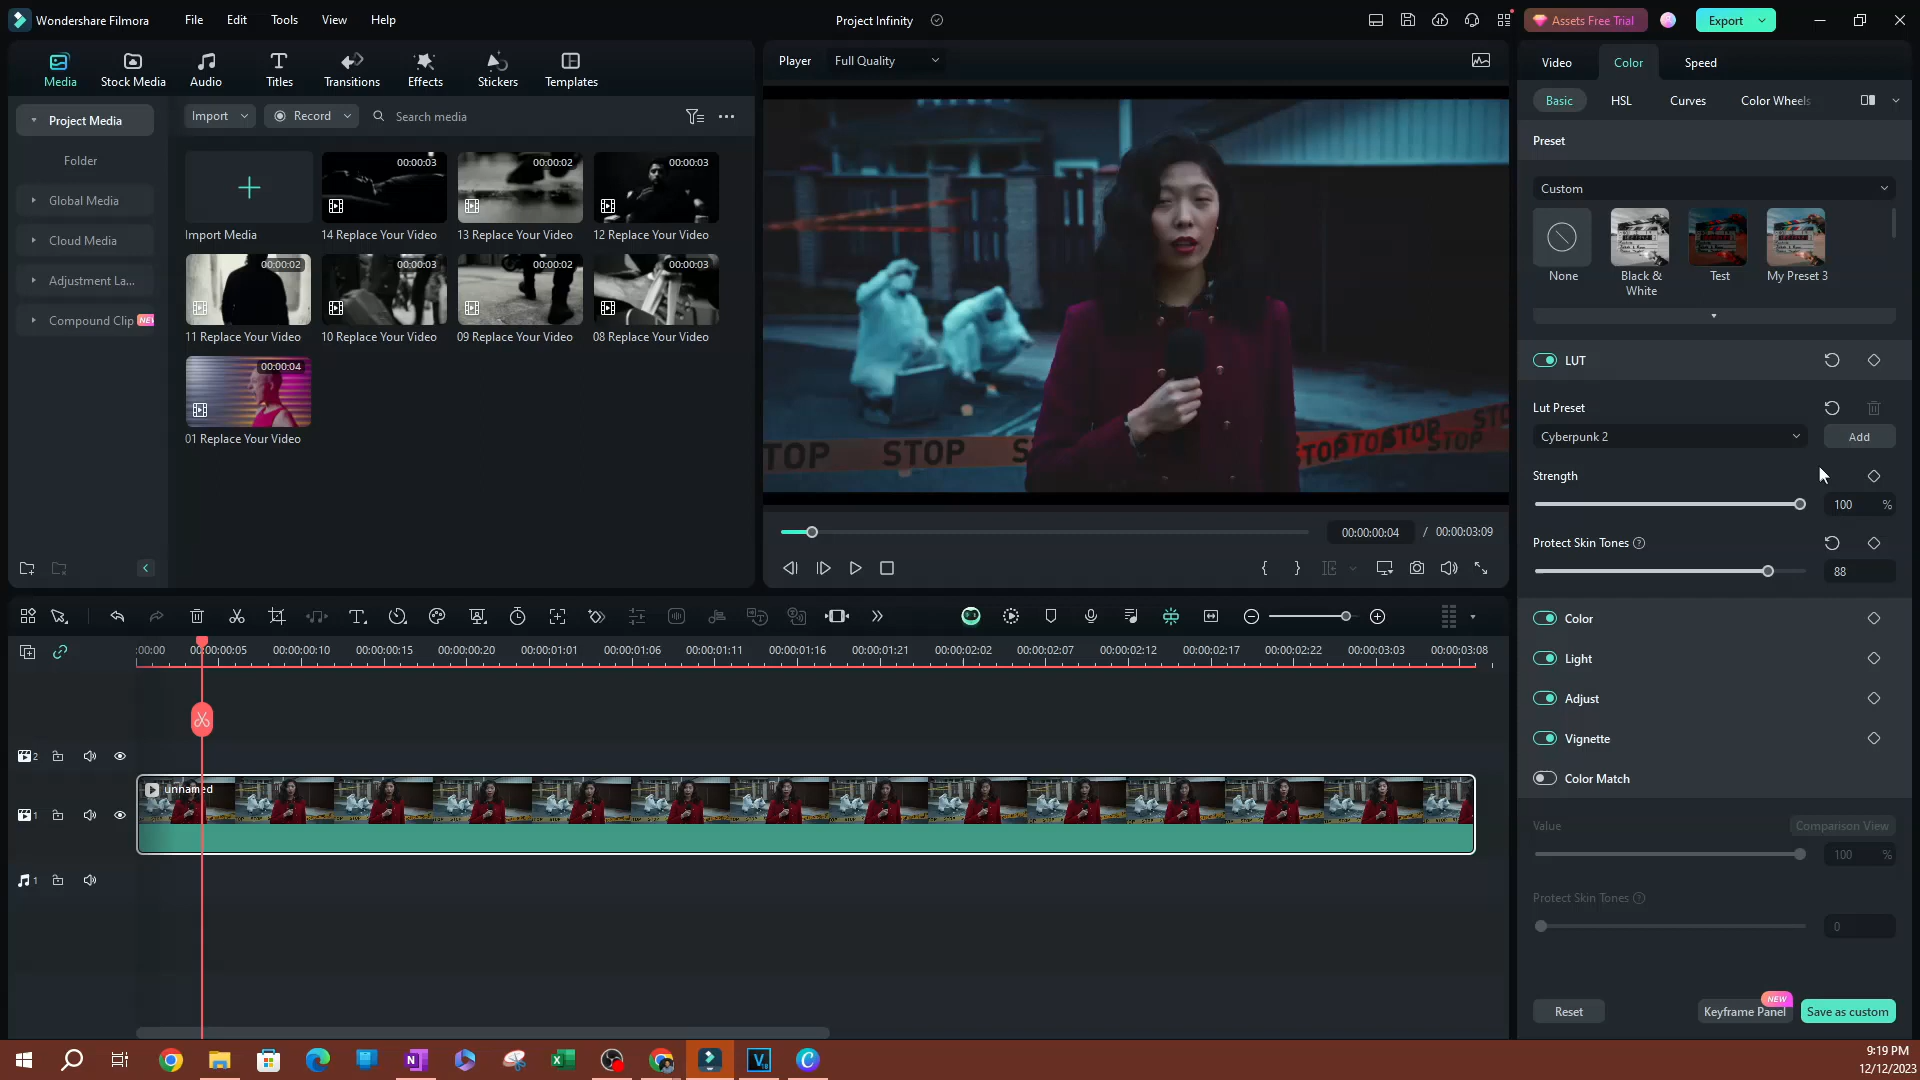 Wondershare Filmora File Edit Tools View Help Project Infinity Assets Free Trial Export
Media Stock Media Audio Titles Transitions Effects Stickers Templates
Player Full Quality
Video Color Speed
Basic HSL Curves Color Wheels
Project Media
Folder
Global Media
Cloud Media
Adjustment La...
Compound Clip NEW
Import Record Search media
00:00:03 00:00:02 00:00:03
Import Media 14 Replace Your Video 13 Replace Your Video 12 Replace Your Video
00:00:02 00:00:03 00:00:02 00:00:03
11 Replace Your Video 10 Replace Your Video 09 Replace Your Video 08 Replace Your Video
00:00:04
01 Replace Your Video
TOP STOP S STOP STOP STOP STOP
00:00:00:04 / 00:00:03:09
{ }
Preset
Custom
None Black & White Test My Preset 3
LUT
Lut Preset
Cyberpunk 2 Add
Strength
100 %
Protect Skin Tones
88
Color
Light
Adjust
Vignette
Color Match
Value Comparison View
100 %
Protect Skin Tones
0
NEW
Reset Keyframe Panel Save as custom
:00:00 00:00:00:05 00:00:00:10 00:00:00:15 00:00:00:20 00:00:01:01 00:00:01:06 00:00:01:11 00:00:01:16 00:00:01:21 00:00:02:02 00:00:02:07 00:00:02:12 00:00:02:17 00:00:02:22 00:00:03:03 00:00:03:08
2
unnamed
1
1
9:19 PM
12/12/2023